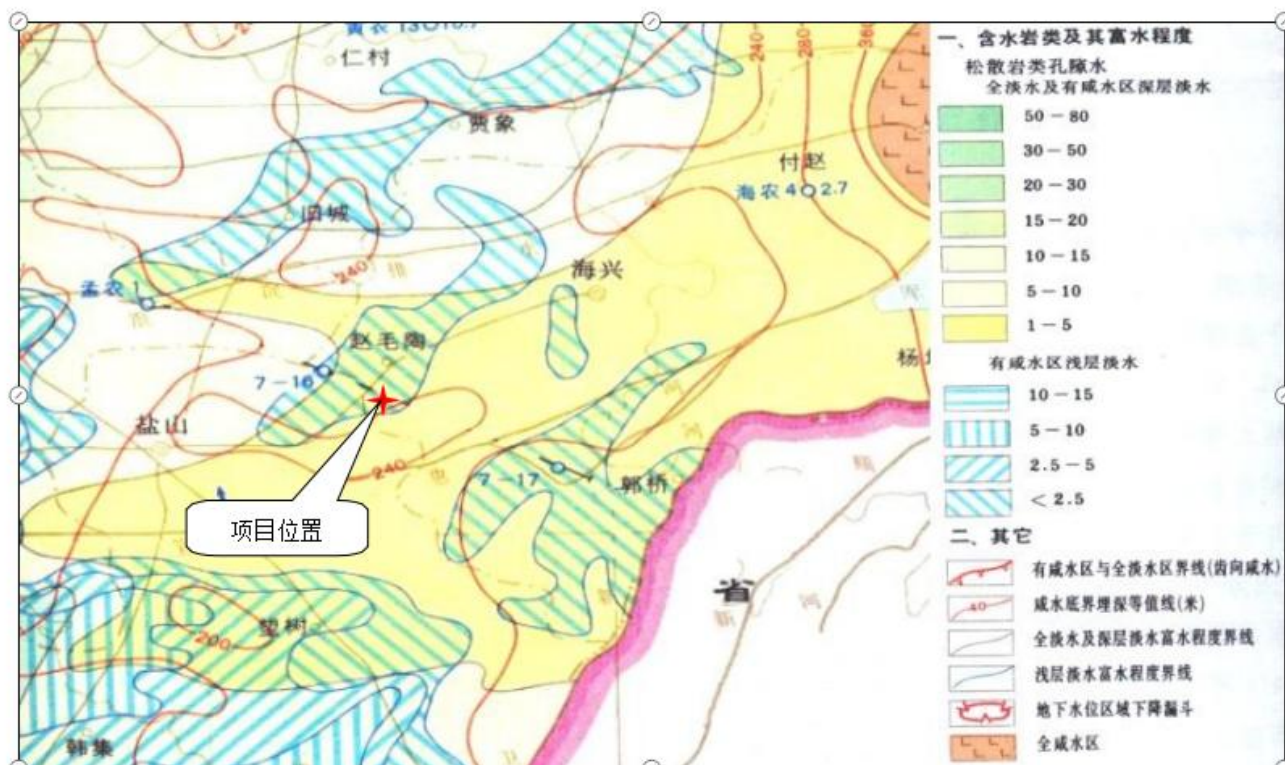 仁村
贾象
旧城
240
孟农1
赵毛陶
7-16
盐山
240
项目位置
海兴
付赵
海农4 2.7
240
280
360
7-17
郭桥
省
望树
200
韩集
一、含水岩类及其富水程度
松散岩类孔隙水
全淡水及有咸水区深层淡水
50-80
30-50
20-30
15-20
10-15
5-10
1-5
有咸水区浅层淡水
10-15
5-10
2.5-5
<2.5
二、其它
有咸水区与全淡水区界线(齿向咸水)
40
咸水底界埋深等值线(米)
全淡水及深层淡水富水程度界线
浅层淡水富水程度界线
地下水位区域下降漏斗
全咸水区